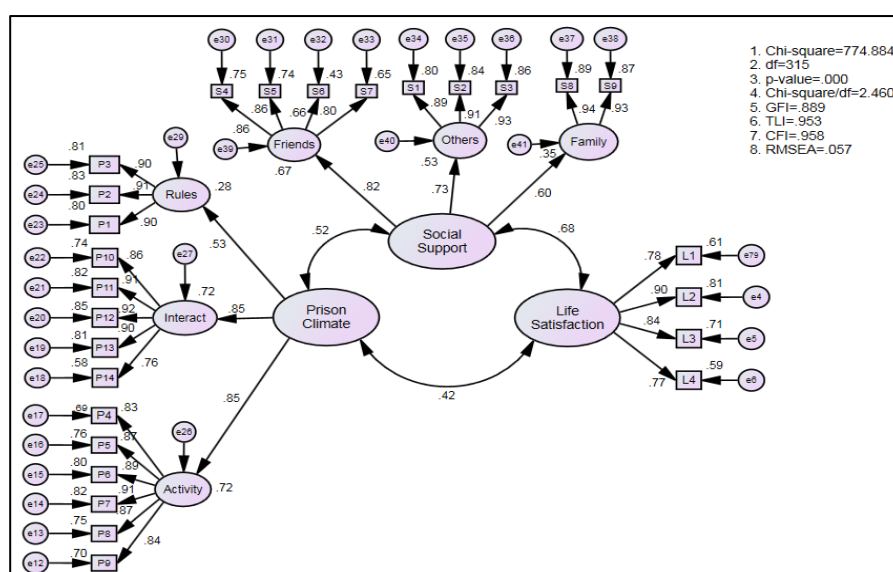 e30 e31 e32 e33 e34 e35 e36 e37 e38
.75 .74 .43 .65 .80 .84 .86 .89 .87
S4 S5 S6 S7 S1 S2 S3 S8 S9
.86 .86 .66 .80 .89 .91 .93 .94 .93
e39 Friends .67
e40 Others .53
e41 Family .35
1. Chi-square=774.884
2. df=315
3. p-value=.000
4. Chi-square/df=2.460
5. GFI=.889
6. TLI=.953
7. CFI=.958
8. RMSEA=.057
.82 .73 .60
Social
Support
.52 .68
e29
Rules .28
e25 .81 P3 .90
e24 .83 P2 .91
e23 .80 P1 .90
.53
e27
Interact .72
e22 .74 P10 .86
e21 .82 P11 .91
e20 .85 P12 .92
e19 .81 P13 .90
e18 .58 P14 .76
.85
Prison
Climate
.42
Life
Satisfaction
.78 L1 .61 e79
.90 L2 .81 e4
.84 L3 .71 e5
.77 L4 .59 e6
.85
e26
Activity .72
e17 .69 P4 .83
e16 .76 P5 .87
e15 .80 P6 .89
e14 .82 P7 .91
e13 .75 P8 .87
e12 .70 P9 .84